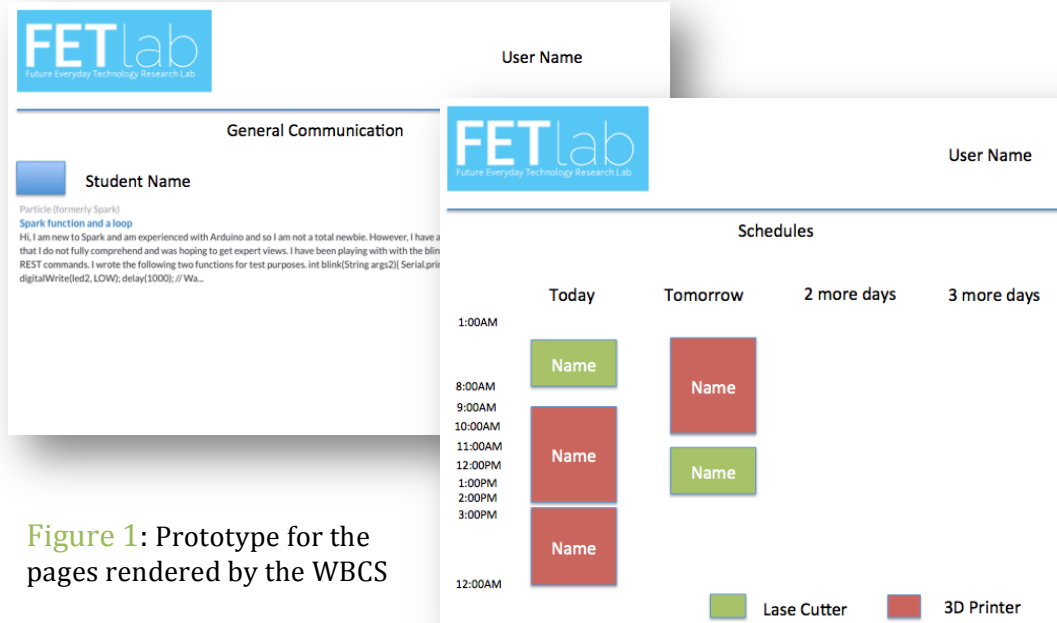 FETlab
Future Everyday Technology Research Lab
User Name
General Communication
Student Name
Particle (formerly Spark)
Spark function and a loop
Hi, I am new to Spark and am experienced with Arduino and so I am not a total newbie. However, I have a
that I do not fully comprehend and was hoping to get expert views. I have been playing with with the blin
REST commands. I wrote the following two functions for test purposes. int blink(String args2){ Serial.prin
digitalWrite(led2, LOW); delay(1000); // Wa...
FETlab
Future Everyday Technology Research Lab
User Name
Schedules
Today Tomorrow 2 more days 3 more days
1:00AM
Name
Name
8:00AM
9:00AM
10:00AM
11:00AM
Name
Name
12:00PM
1:00PM
2:00PM
3:00PM
Name
12:00AM
Lase Cutter 3D Printer
Figure 1: Prototype for the
pages rendered by the WBCS